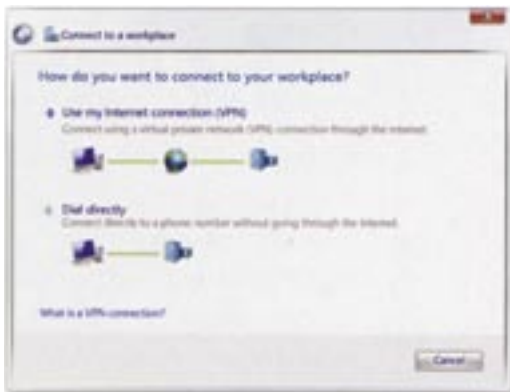 Connect to a workplace
How do you want to connect to your workplace?
Use my Internet connection (VPN)
Connect using a virtual private network (VPN) connection through the Internet.
Dial directly
Connect directly to a phone number without going through the Internet.
What is a VPN connection?
Cancel